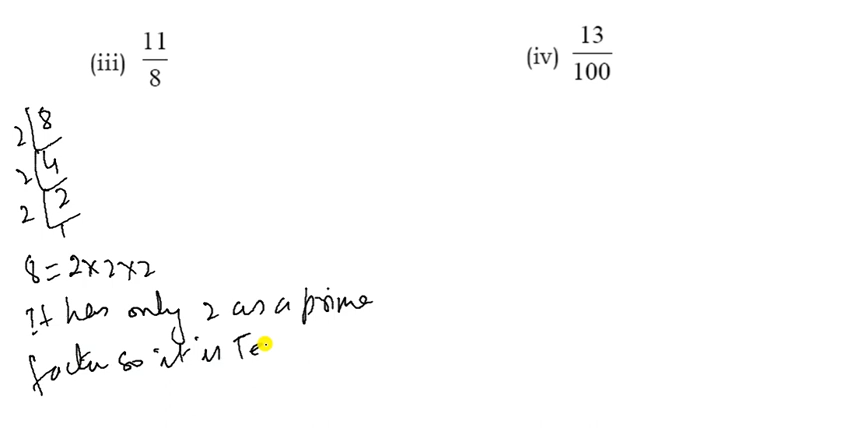 (iii) 11/8
(iv) 13/100
2 | 8
2 | 4
2 | 2
1
8 = 2×2×2
It has only 2 as a prime
factor so it is Te